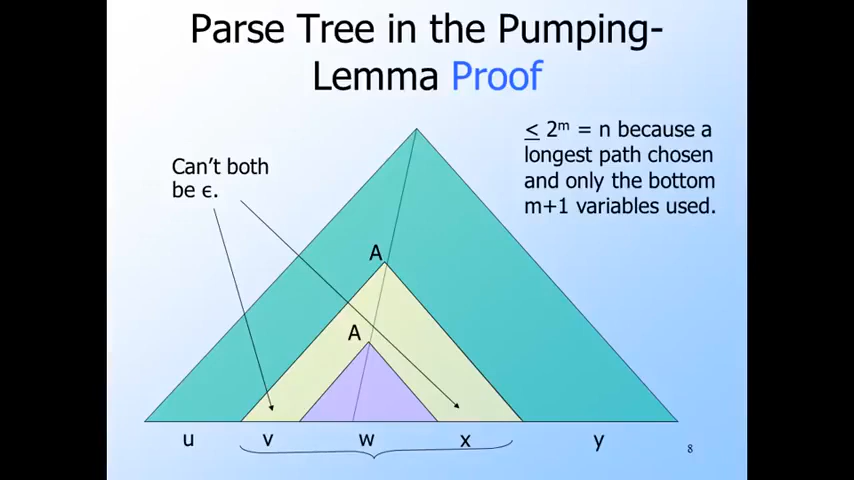 Parse Tree in the Pumping-
Lemma Proof
≤ 2ᵐ = n because a
longest path chosen
and only the bottom
m+1 variables used.
Can't both
be ϵ.
A
A
u v w x y
8